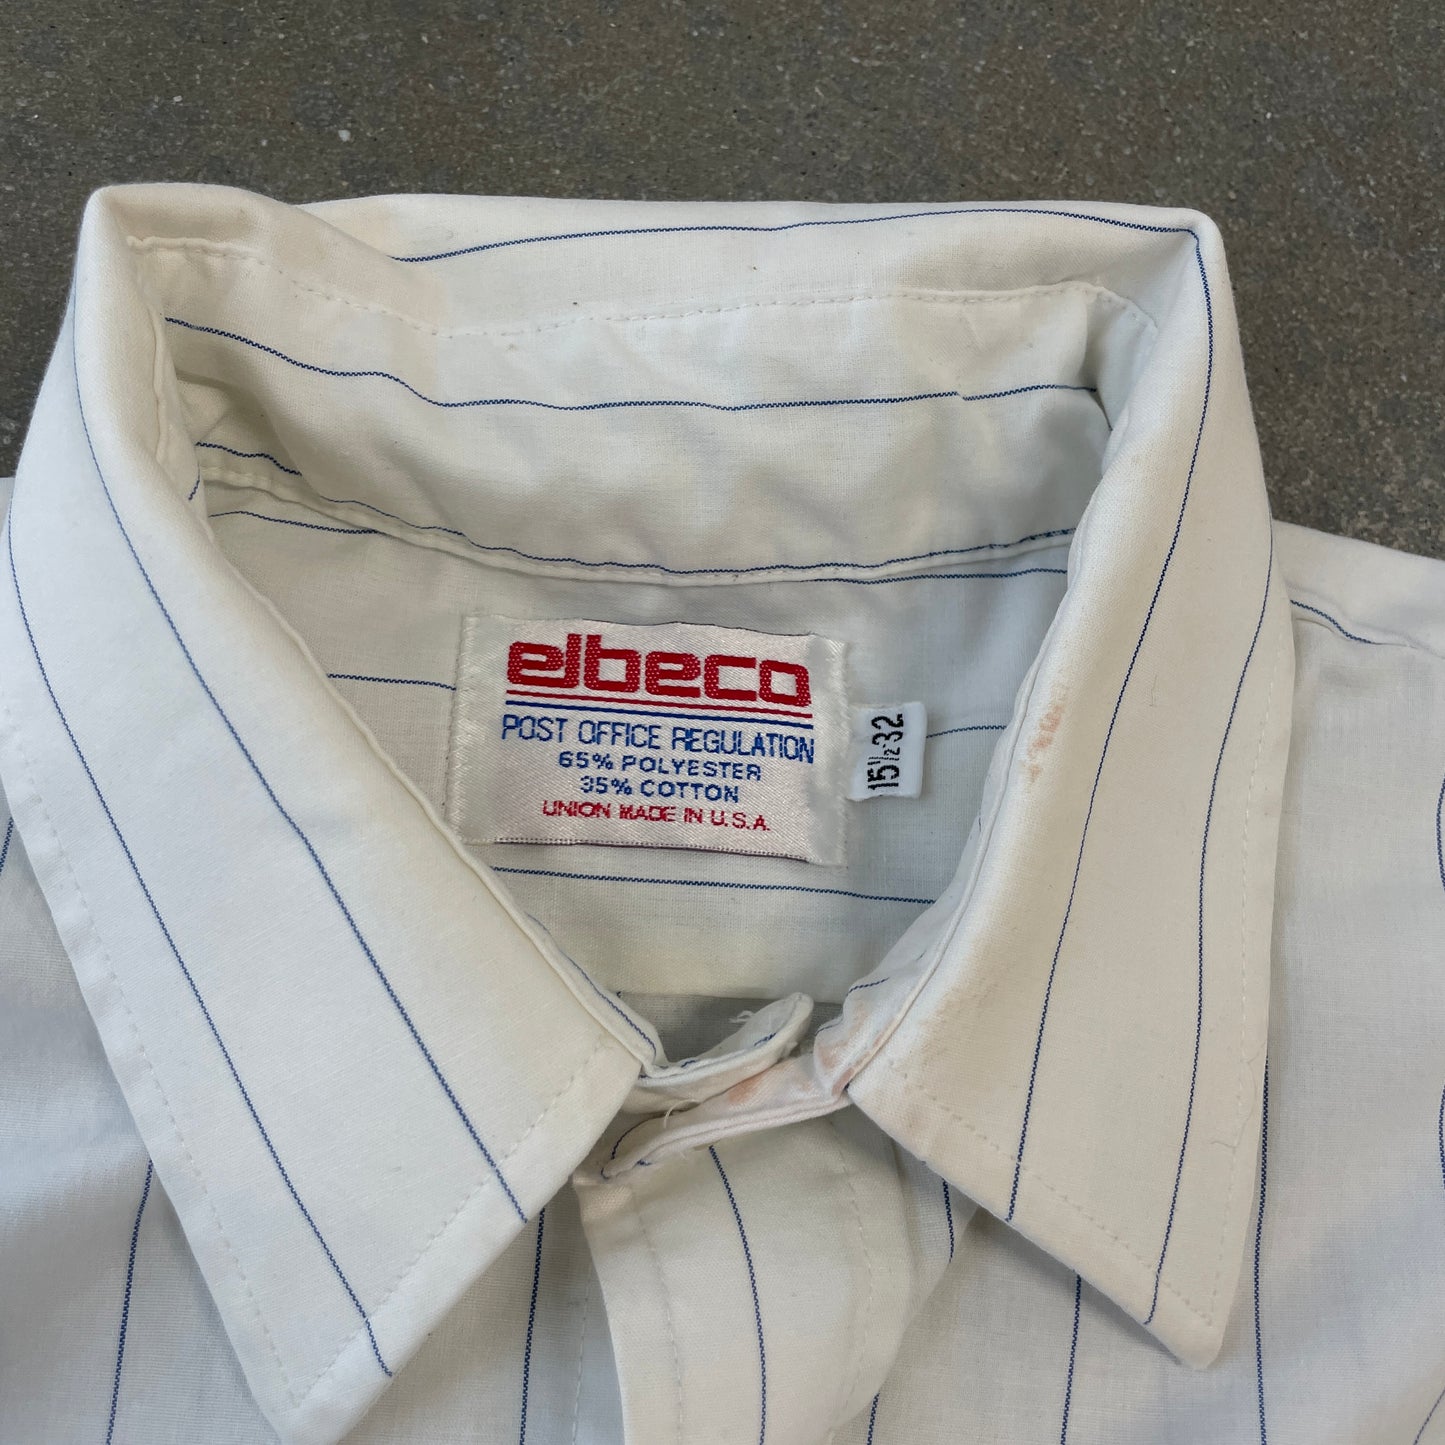 elbeco
POST OFFICE REGULATION
65% POLYESTER
35% COTTON
UNION MADE IN U.S.A.
15½-32